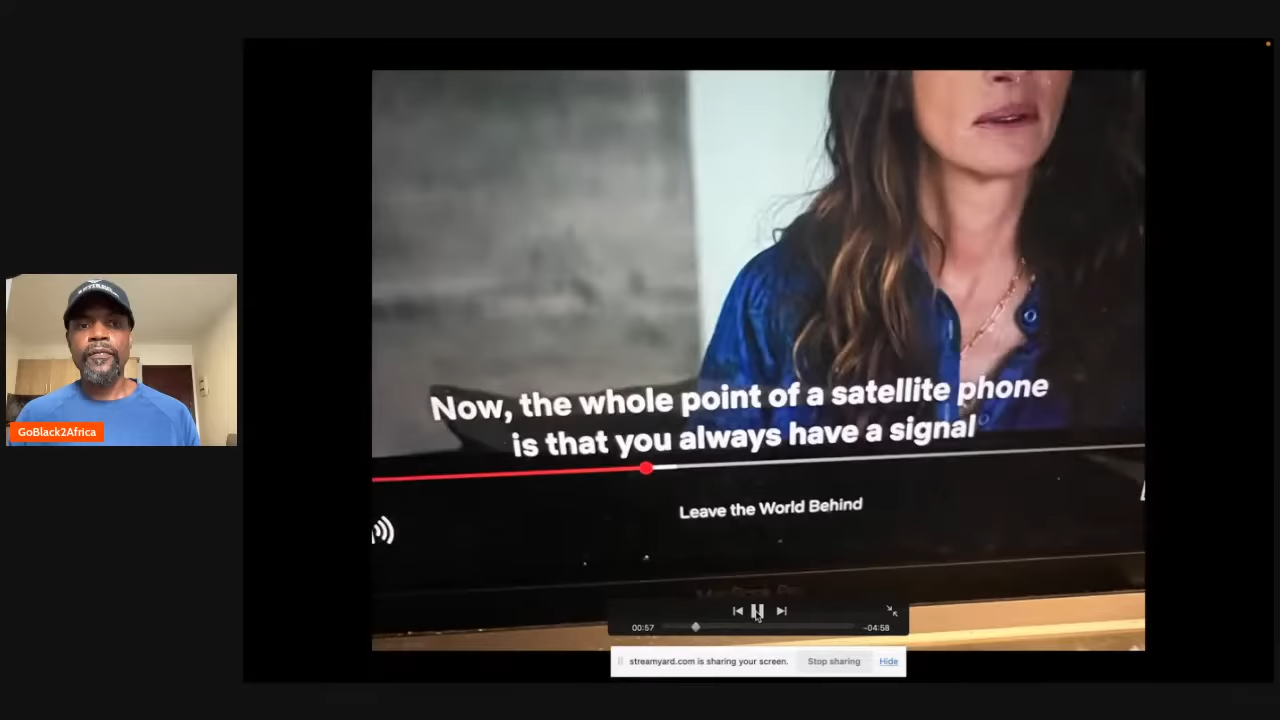 Now, the whole point of a satellite phone
is that you always have a signal
Leave the World Behind
00:57
-04:58
streamyard.com is sharing your screen.
Stop sharing
Hide
GoBlack2Africa